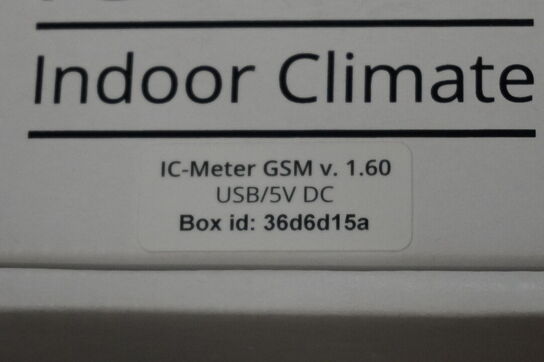 Indoor Climate
IC-Meter GSM v. 1.60
USB/5V DC
Box id: 36d6d15a